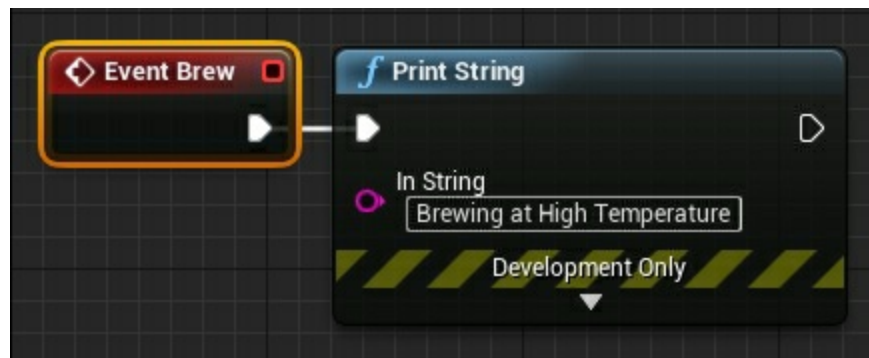 Event Brew
f Print String
In String
Brewing at High Temperature
Development Only